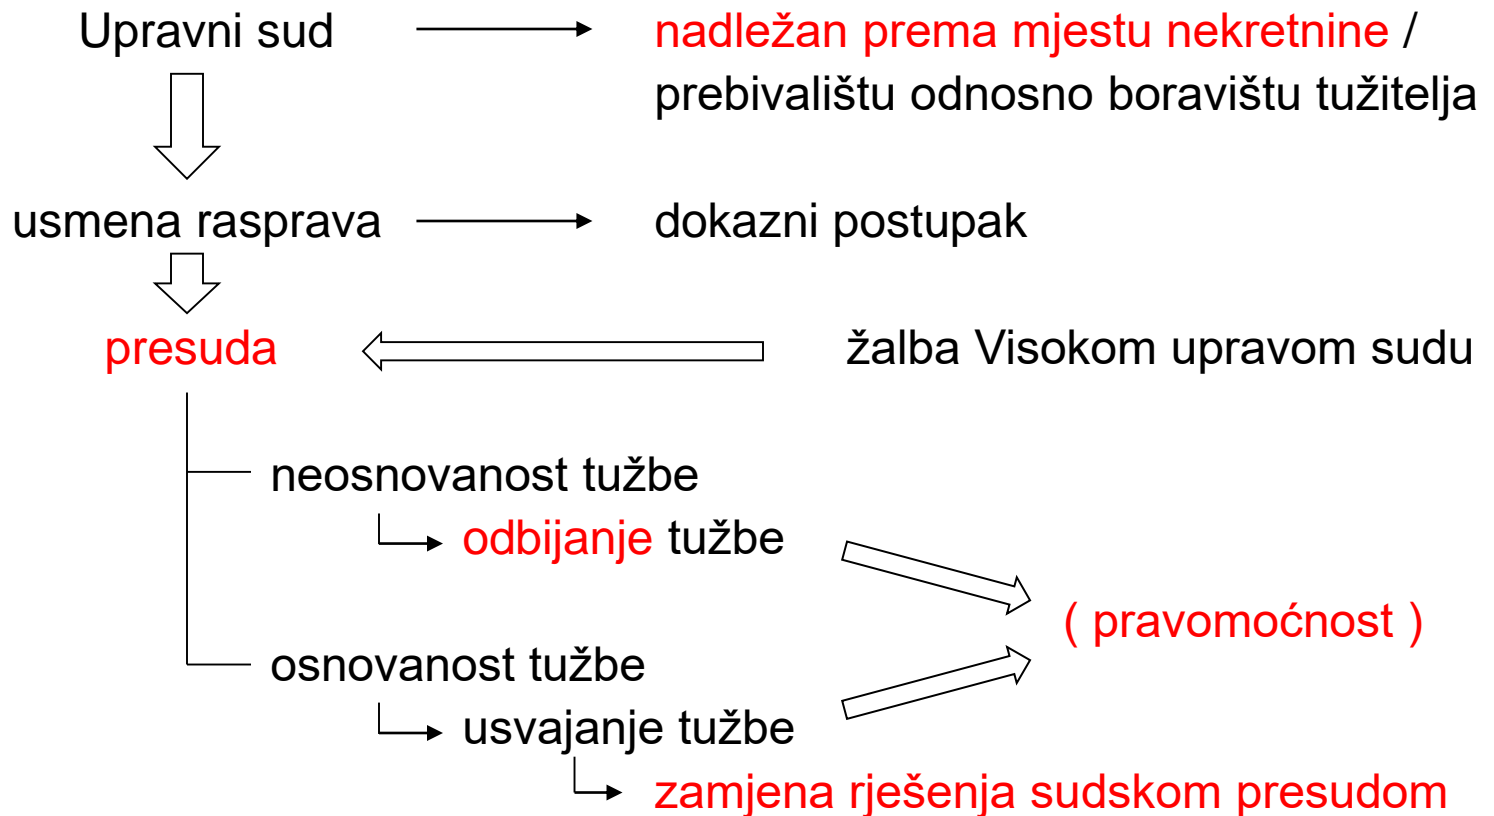 Upravni sud
nadležan prema mjestu nekretnine /
prebivalištu odnosno boravištu tužitelja
usmena rasprava
dokazni postupak
presuda
žalba Visokom upravom sudu
neosnovanost tužbe
odbijanje tužbe
( pravomoćnost )
osnovanost tužbe
usvajanje tužbe
zamjena rješenja sudskom presudom